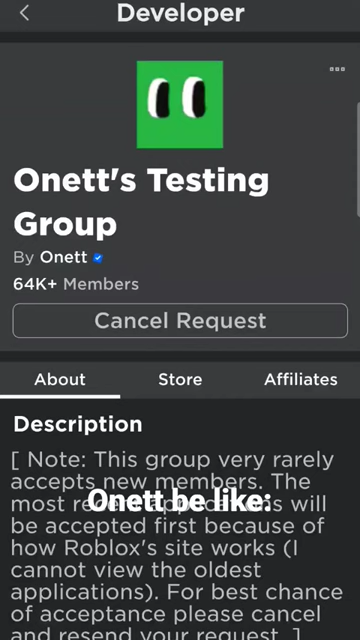 Developer
Onett's Testing
Group
By Onett
64K+ Members
Cancel Request
About Store Affiliates
Description
[ Note: This group very rarely
accepts new members. The
most recent applications will
Onett be like:
be accepted first because of
how Roblox's site works (I
cannot view the oldest
applications). For best chance
of acceptance please cancel
and resend your request. ]